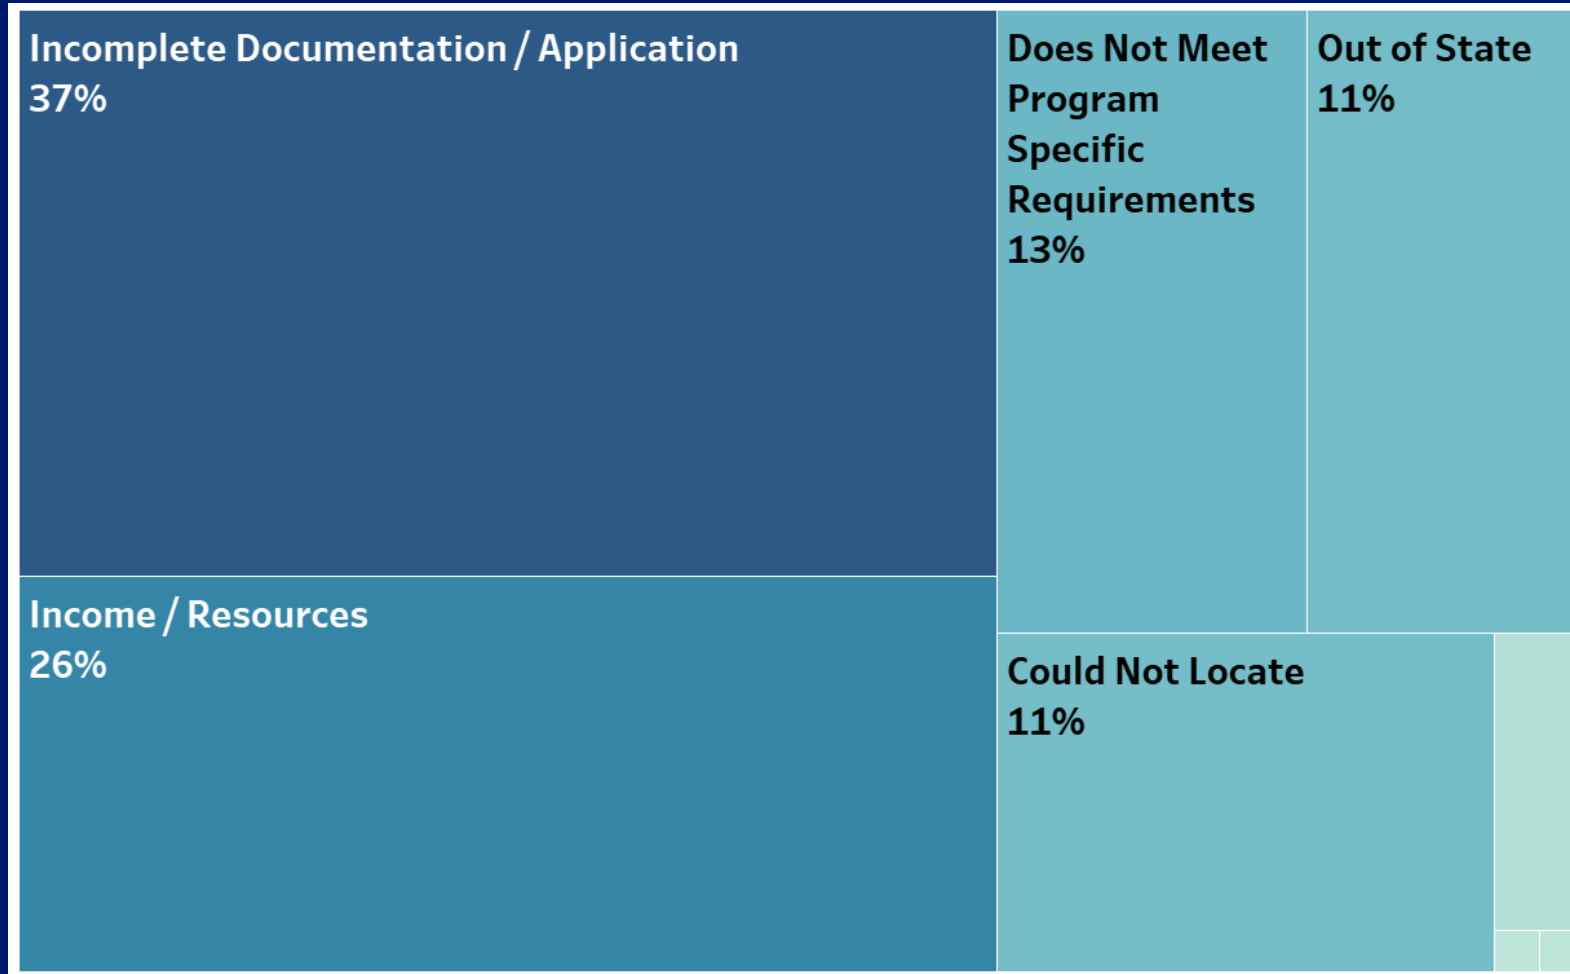 Incomplete Documentation / Application
37%
Does Not Meet
Program
Specific
Requirements
13%
Out of State
11%
Income / Resources
26%
Could Not Locate
11%